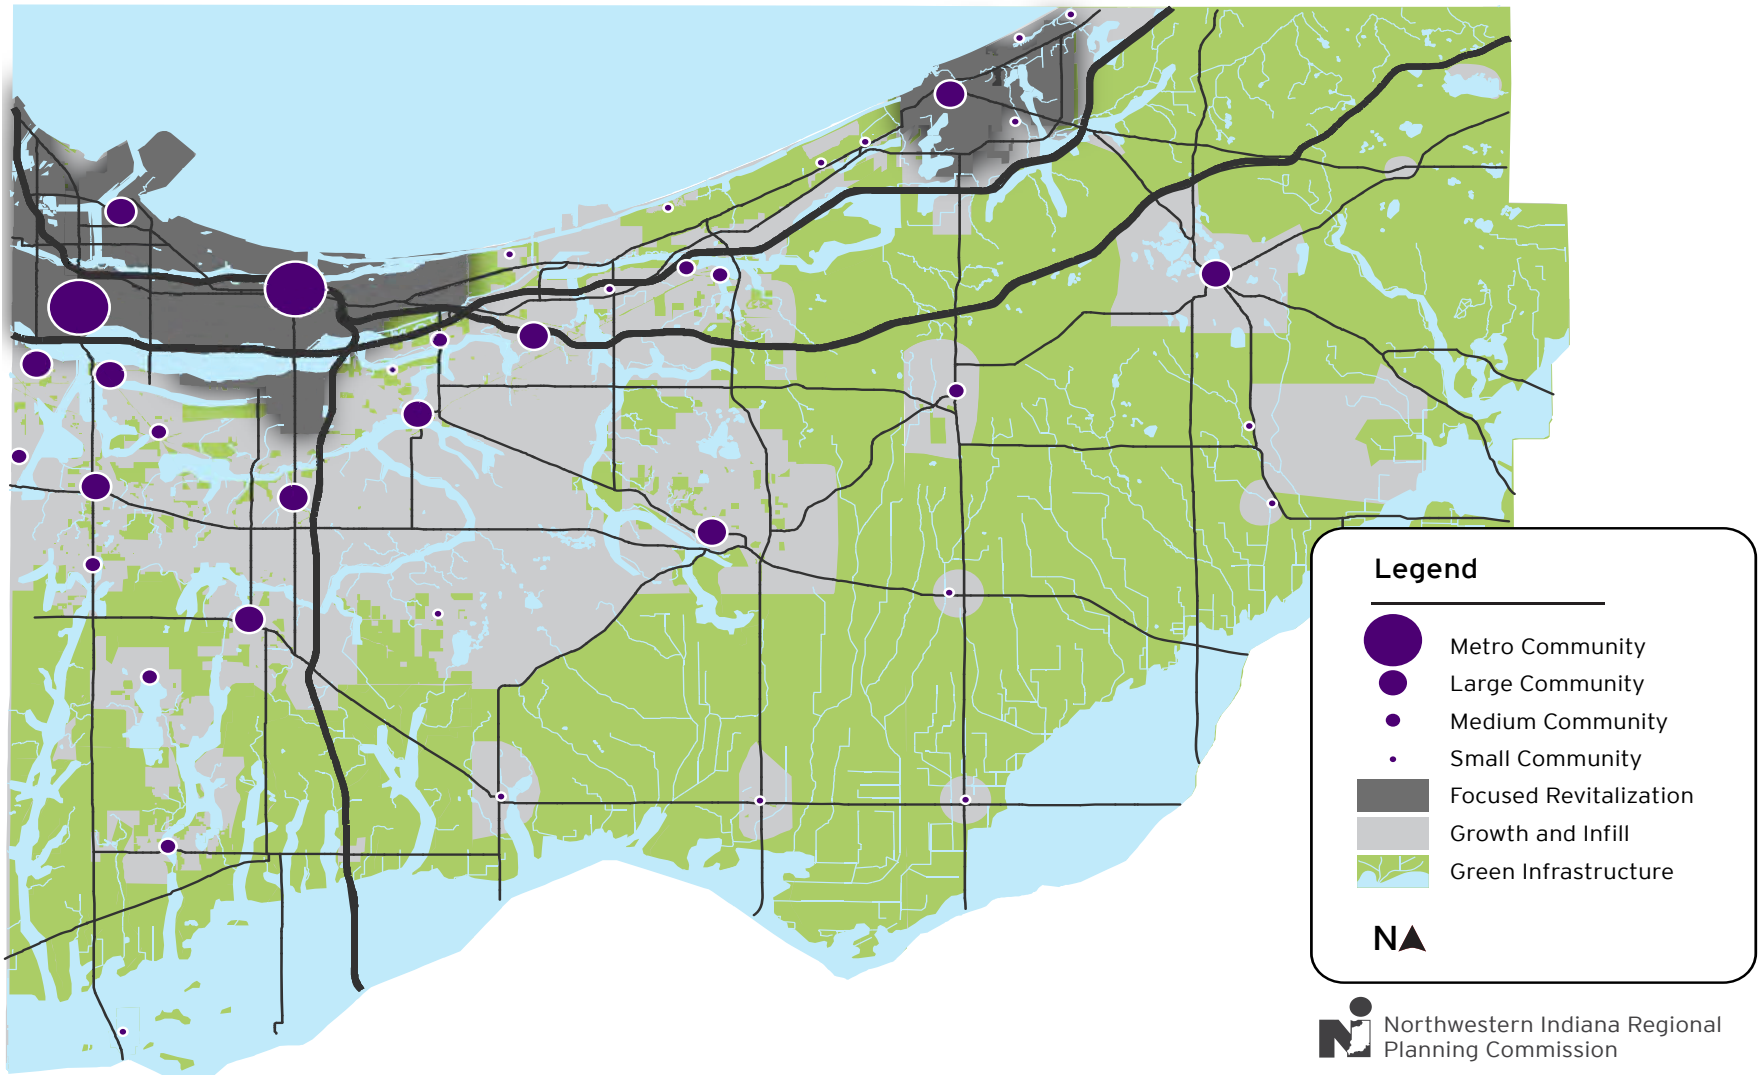 Legend
Metro Community
Large Community
Medium Community
Small Community
Focused Revitalization
Growth and Infill
Green Infrastructure
N
Northwestern Indiana Regional
Planning Commission